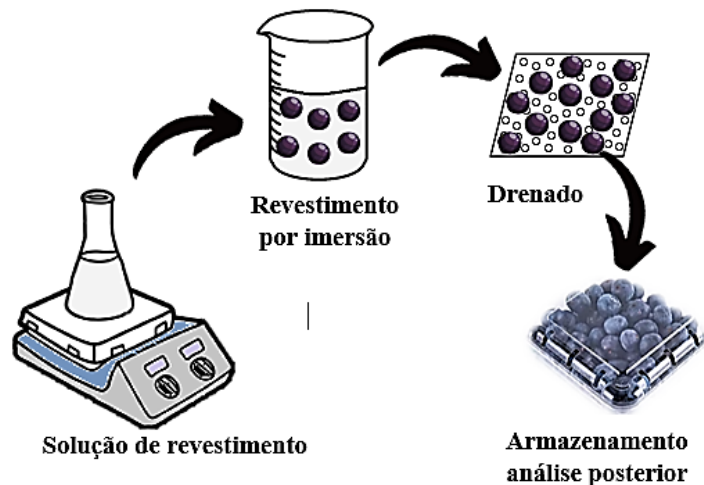 Solução de revestimento
Revestimento
por imersão
Drenado
Armazenamento
análise posterior